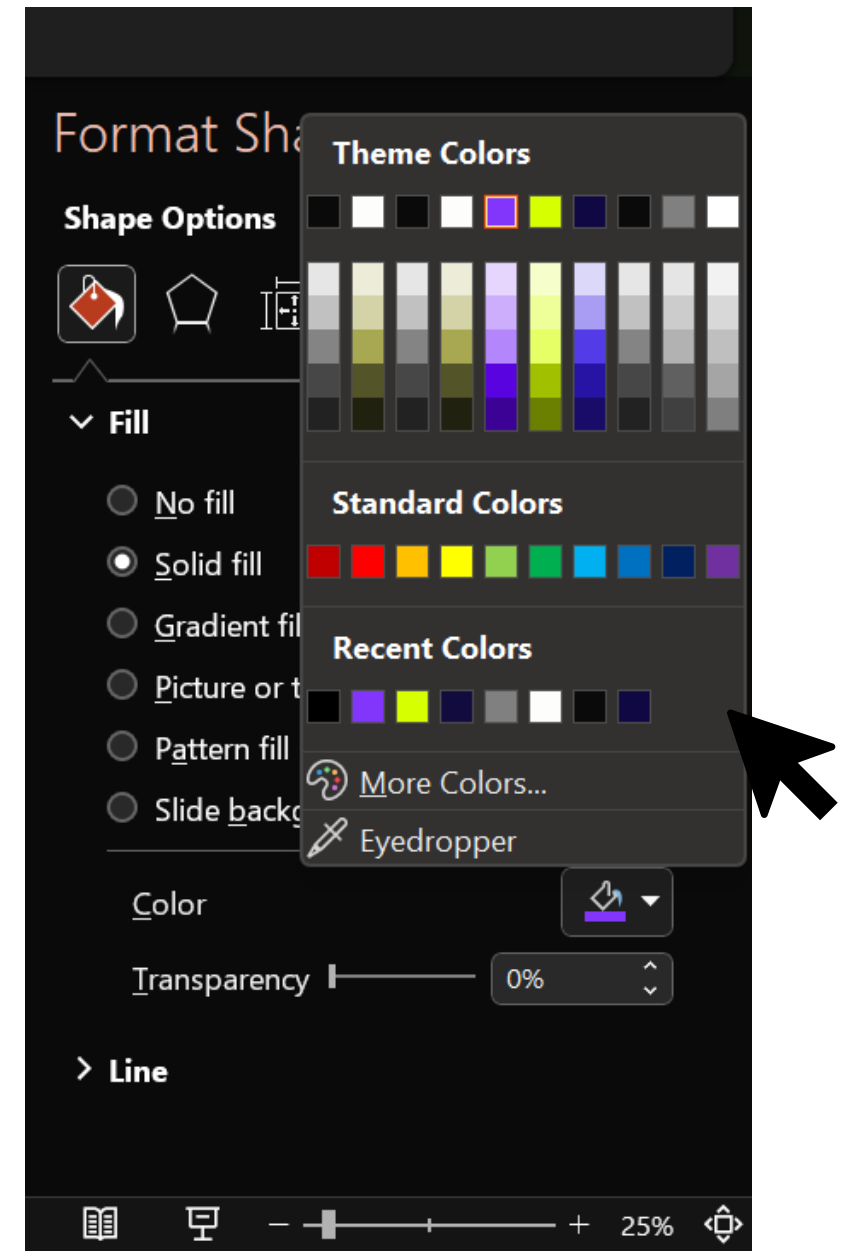 Format Sha
Theme Colors
Shape Options
Fill
No fill
Standard Colors
Solid fill
Gradient fil
Recent Colors
Picture or t
Pattern fill
More Colors...
Slide backg
Eyedropper
Color
Transparency
0%
Line
25%